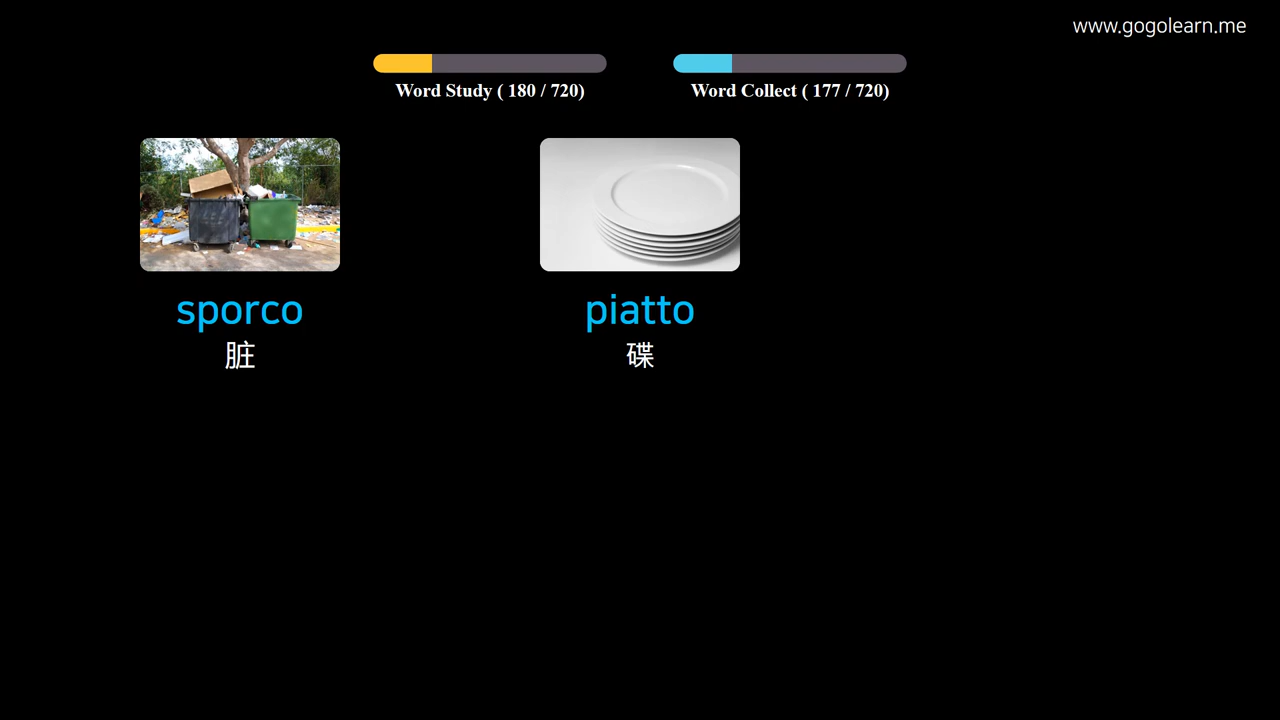 www.gogolearn.me
Word Study ( 180 / 720)
Word Collect ( 177 / 720)
sporco
脏
piatto
碟